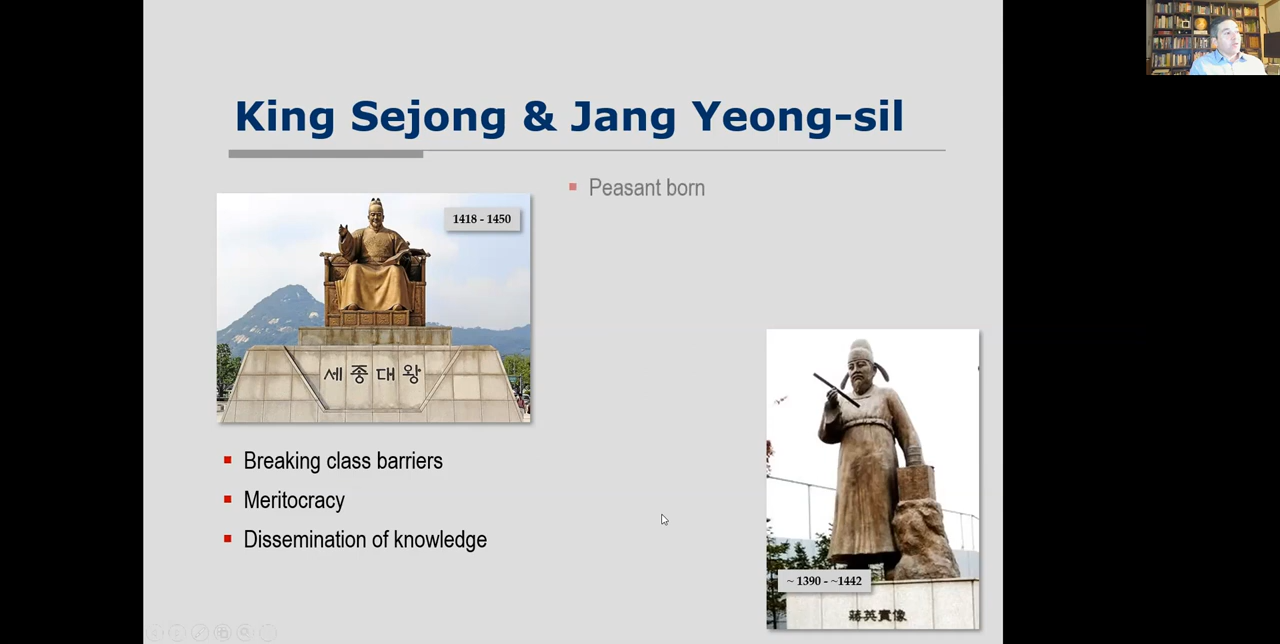 King Sejong & Jang Yeong-sil
Peasant born
1418 - 1450
세종대왕
Breaking class barriers
Meritocracy
Dissemination of knowledge
~ 1390 - ~1442
蔣英實像